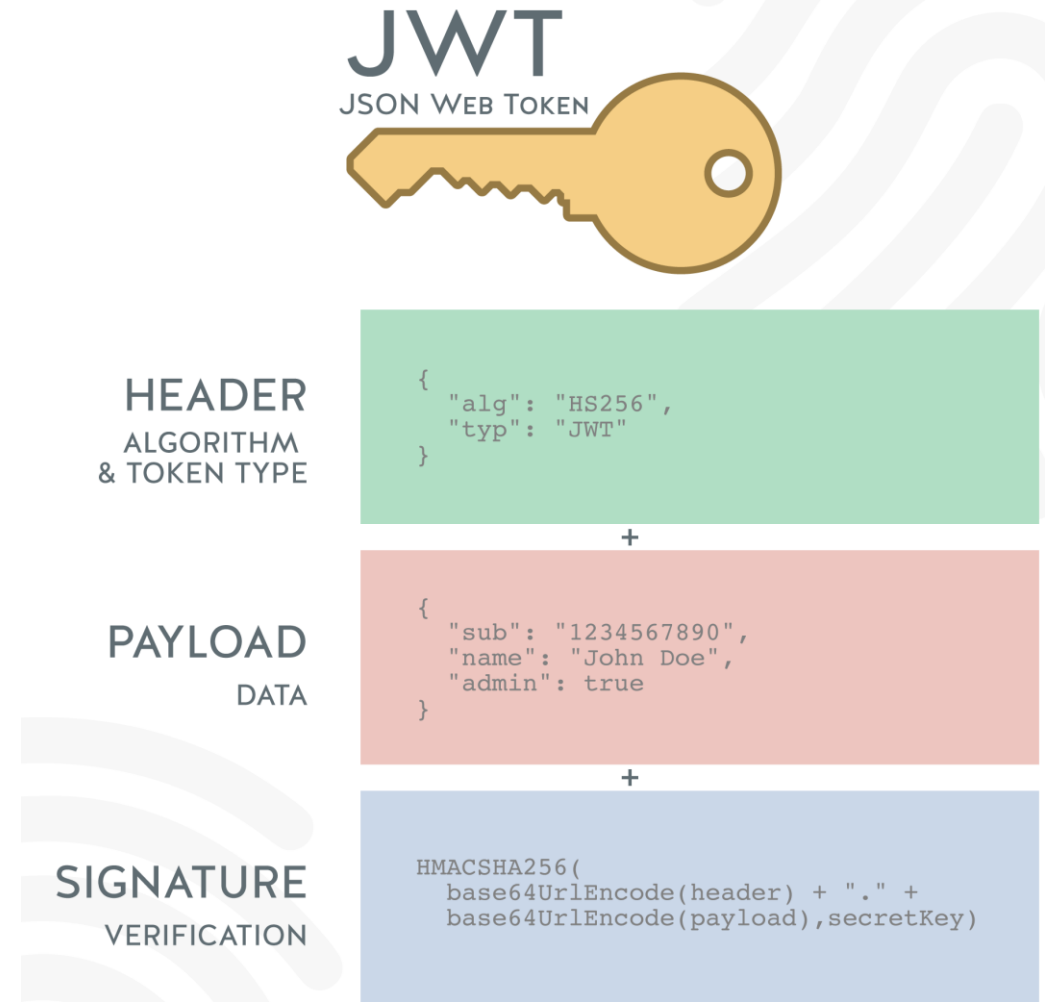 JWT
JSON WEB TOKEN
HEADER
ALGORITHM
& TOKEN TYPE
{
"alg": "HS256",
"typ": "JWT"
}
+
PAYLOAD
DATA
{
"sub": "1234567890",
"name": "John Doe",
"admin": true
}
+
SIGNATURE
VERIFICATION
HMACSHA256(
base64UrlEncode(header) + "." +
base64UrlEncode(payload),secretKey)